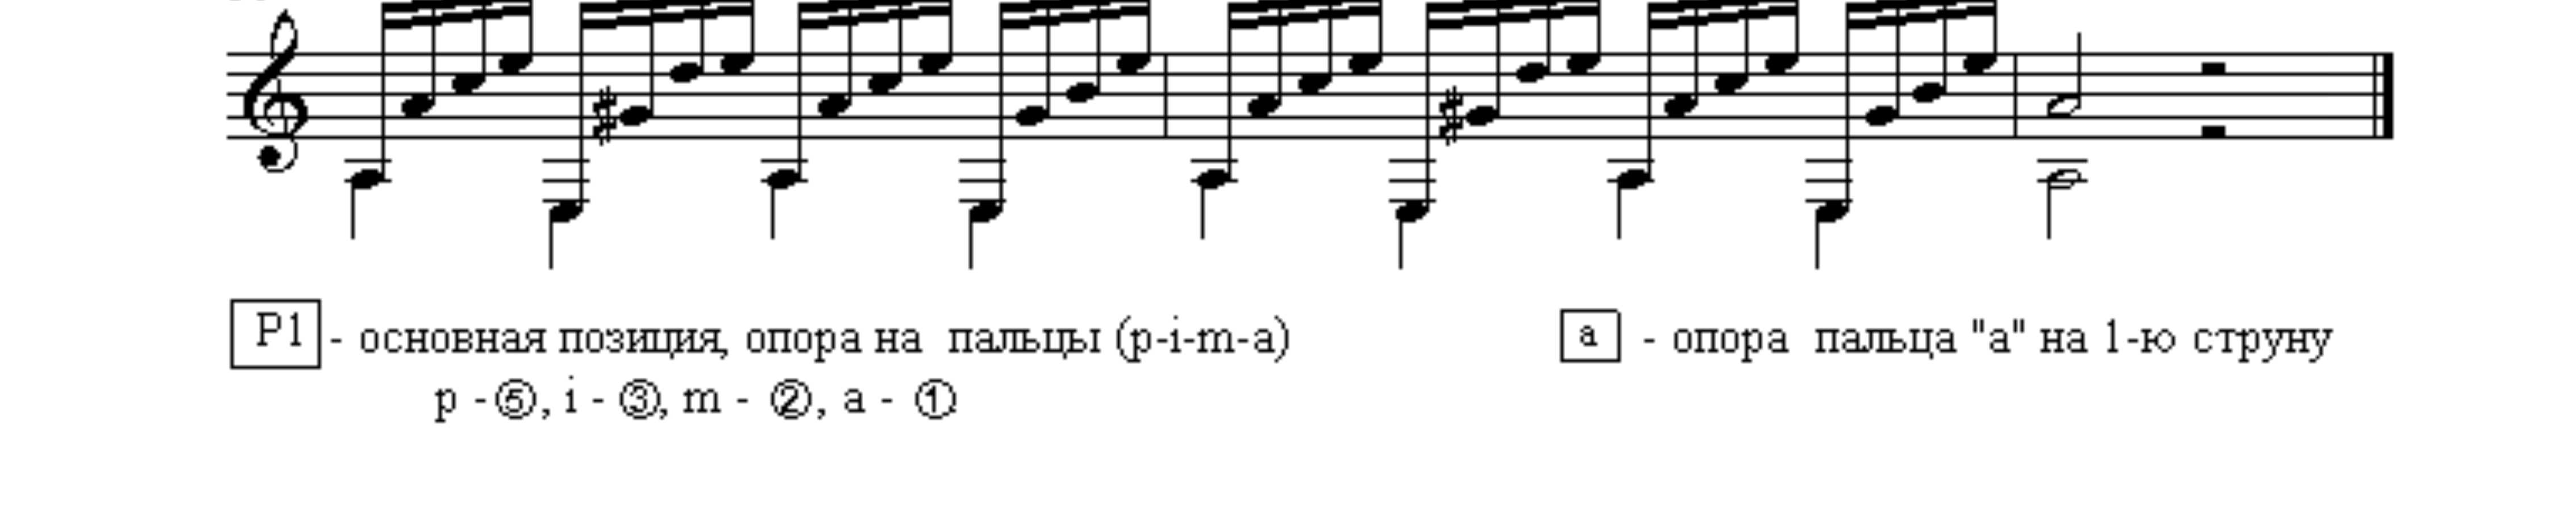 P1 - основная позиция, опора на пальцы (p-i-m-a)
a - опора пальца "a" на 1-ю струну
p - ⑤, i - ③, m - ②, a - ①